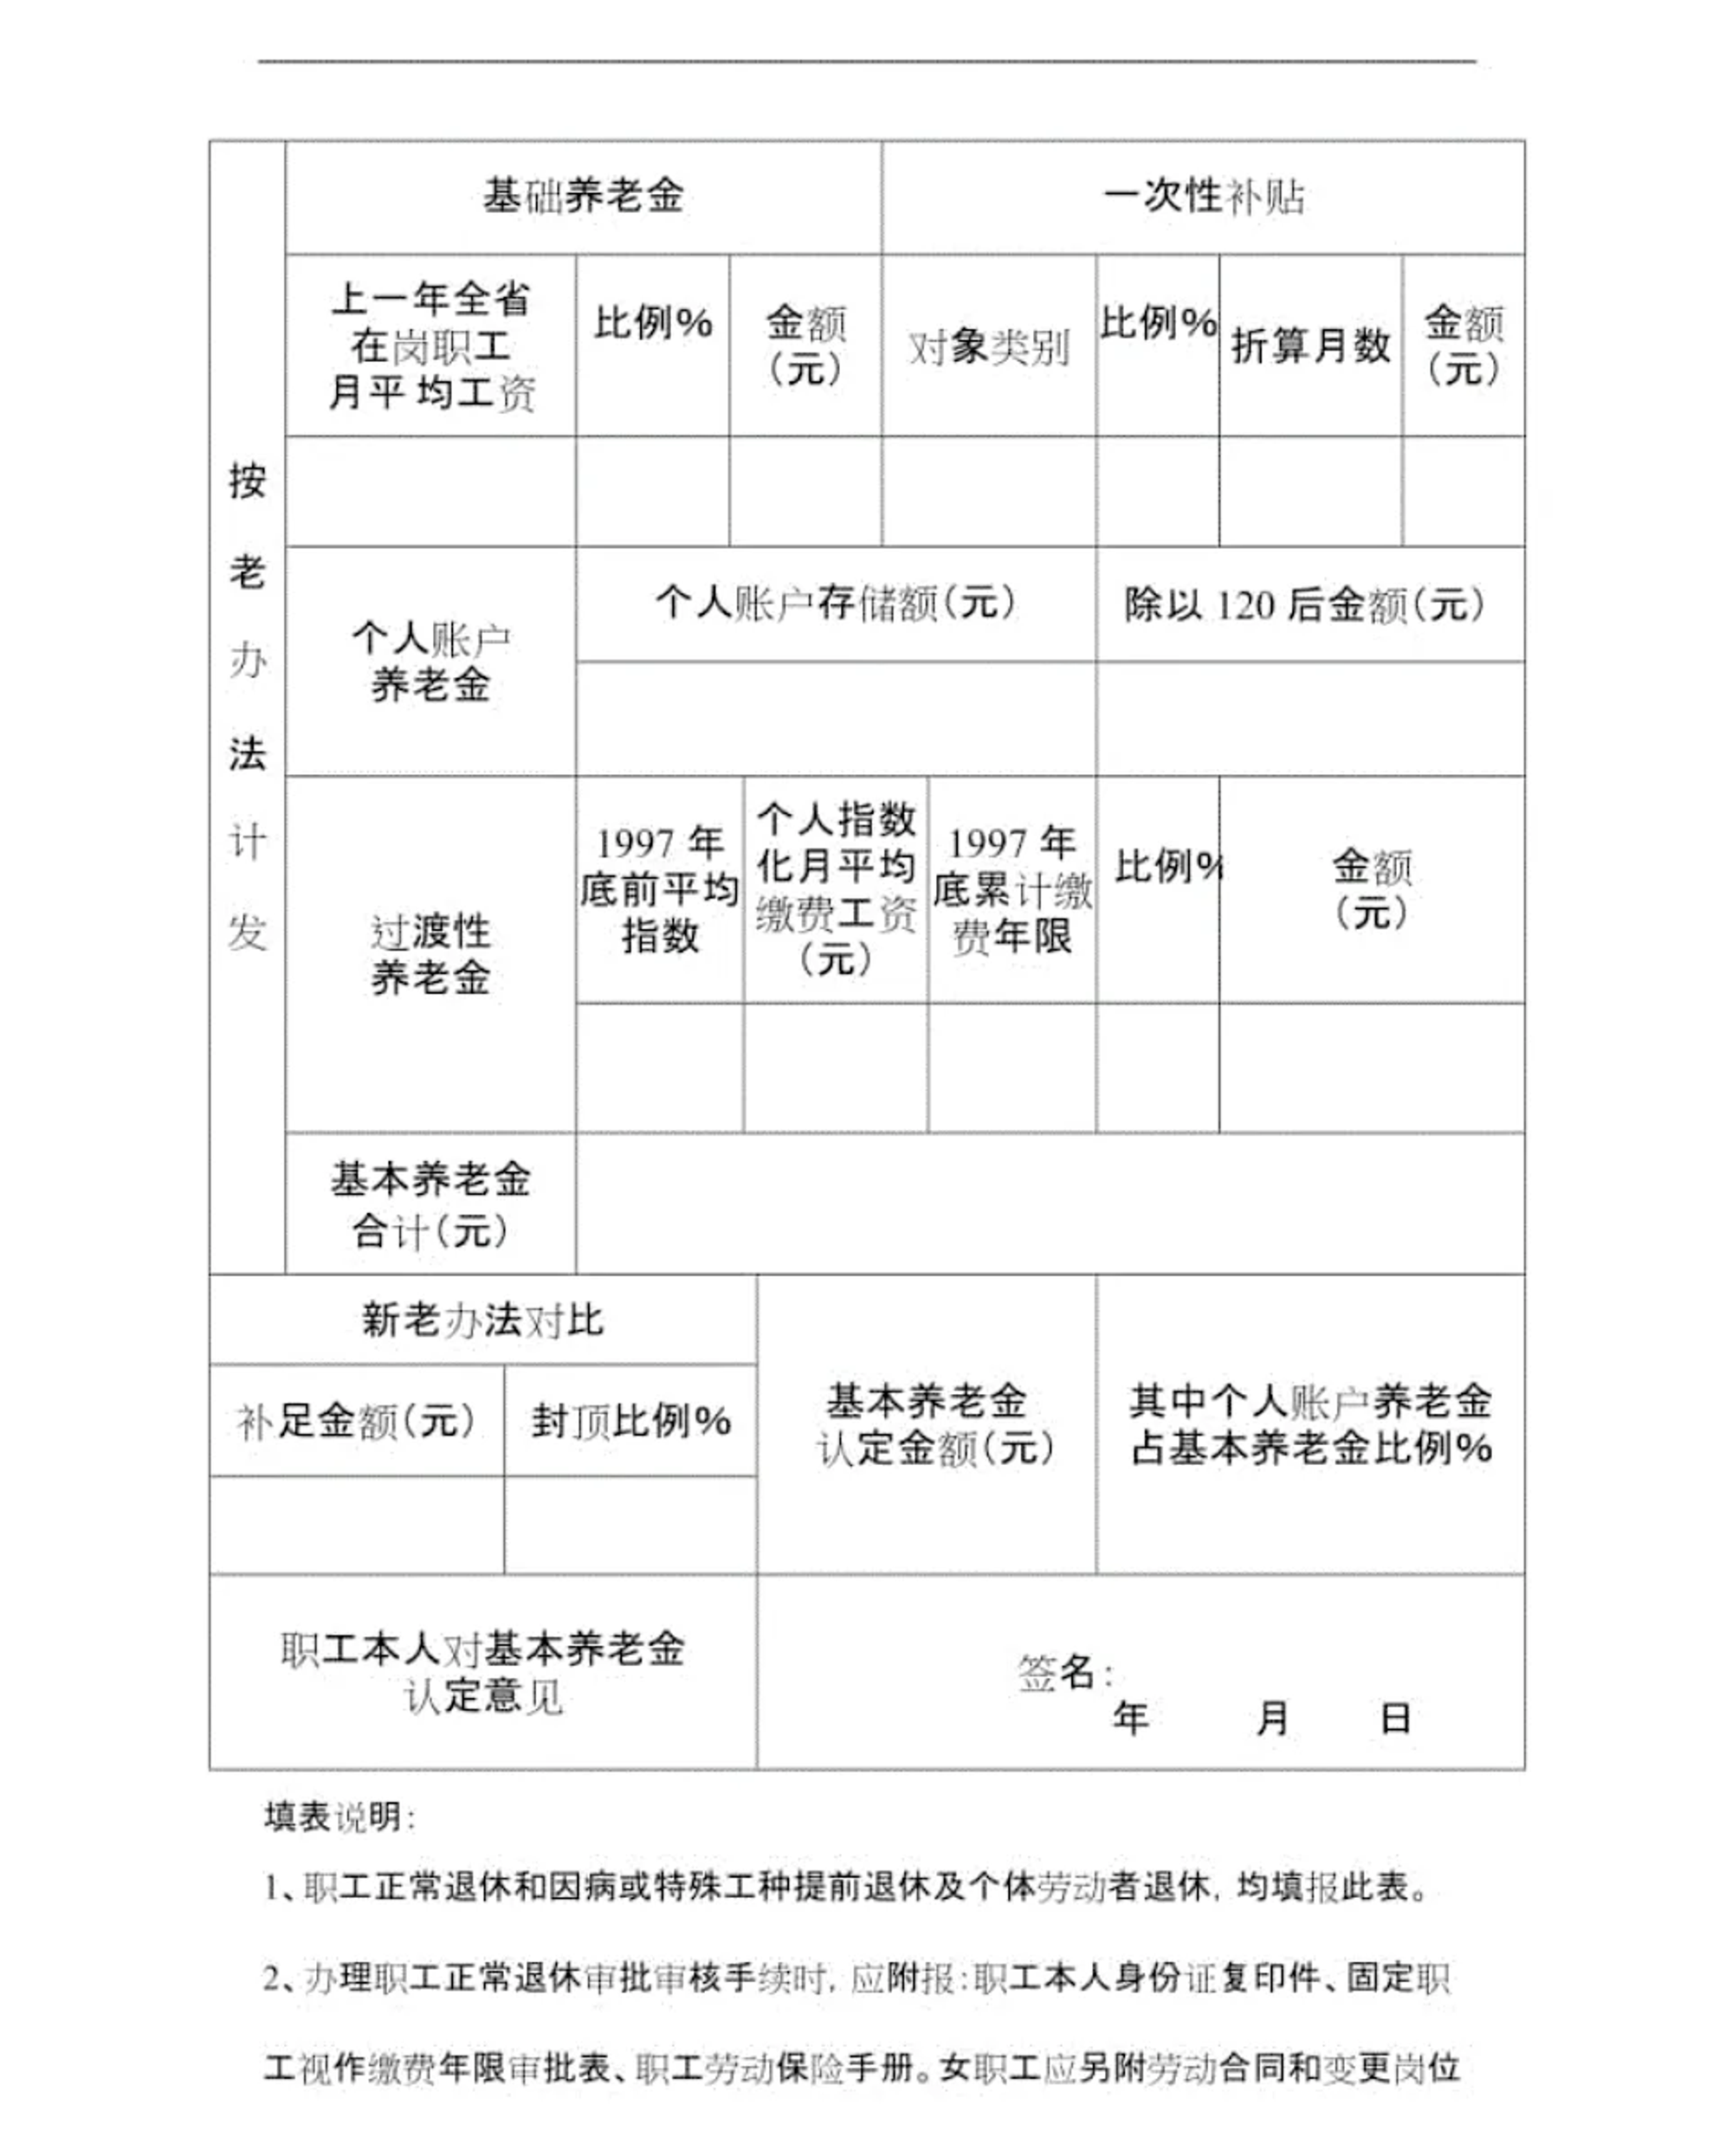 基础养老金 一次性补贴
上一年全省
在岗职工
月平 均工资
比例%
金额
(元)
对象类别
比例%
折算月数
金额
(元)
按
老
办
法
计
发
个人账户
养老金
个人账户存储额(元) 除以 120 后金额(元)
过渡性
养老金
1997 年
底前平均
指数
个人指数
化月平均
缴费工资
(元)
1997 年
底累计缴
费年限
比例%
金额
(元)
基本养老金
合计(元)
新老办法对比
补足金额(元) 封顶比例%
基本养老金
认定金额(元)
其中个人账户养老金
占基本养老金比例%
职工本人对基本养老金
认定意见
签名:
年 月 日
填表说明:
1、职工正常退休和因病或特殊工种提前退休及个体劳动者退休, 均填报此表。
2、办理职工正常退休审批审核手续时, 应附报:职工本人身份证复印件、固定职
工视作缴费年限审批表、职工劳动保险手册。女职工应另附劳动合同和变更岗位